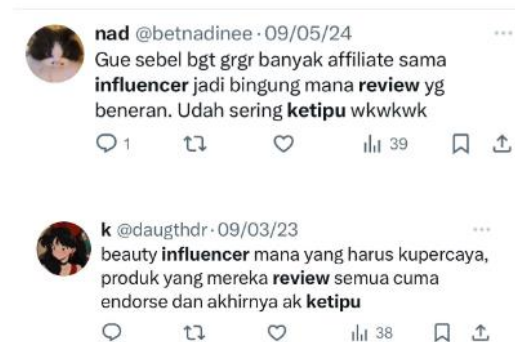 nad @betnadinee · 09/05/24
Gue sebel bgt grgr banyak affiliate sama
influencer jadi bingung mana review yg
beneran. Udah sering ketipu wkwkwk
1 39
k @daugthdr · 09/03/23
beauty influencer mana yang harus kupercaya,
produk yang mereka review semua cuma
endorse dan akhirnya ak ketipu
38